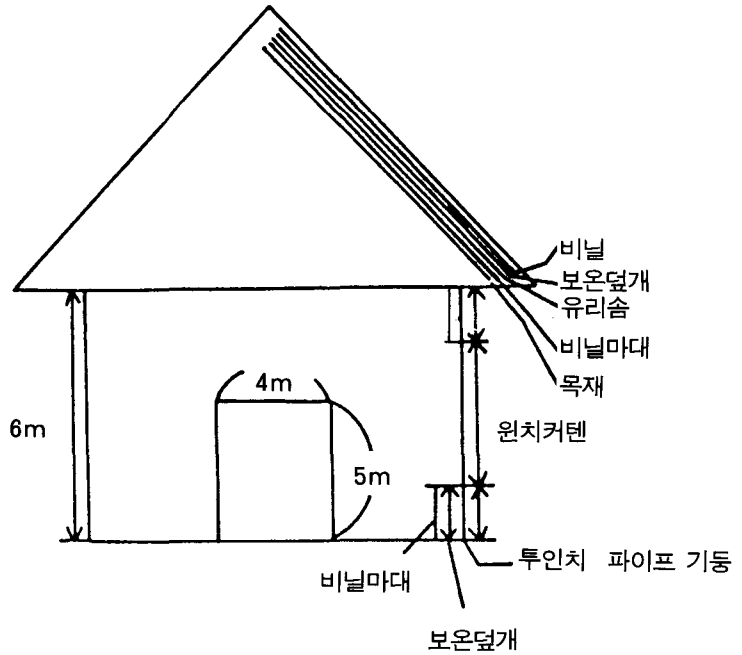 비닐
보온덮개
유리솜
비닐마대
목재
4m
6m
윈치커텐
5m
투인치 파이프 기둥
비닐마대
보온덮개